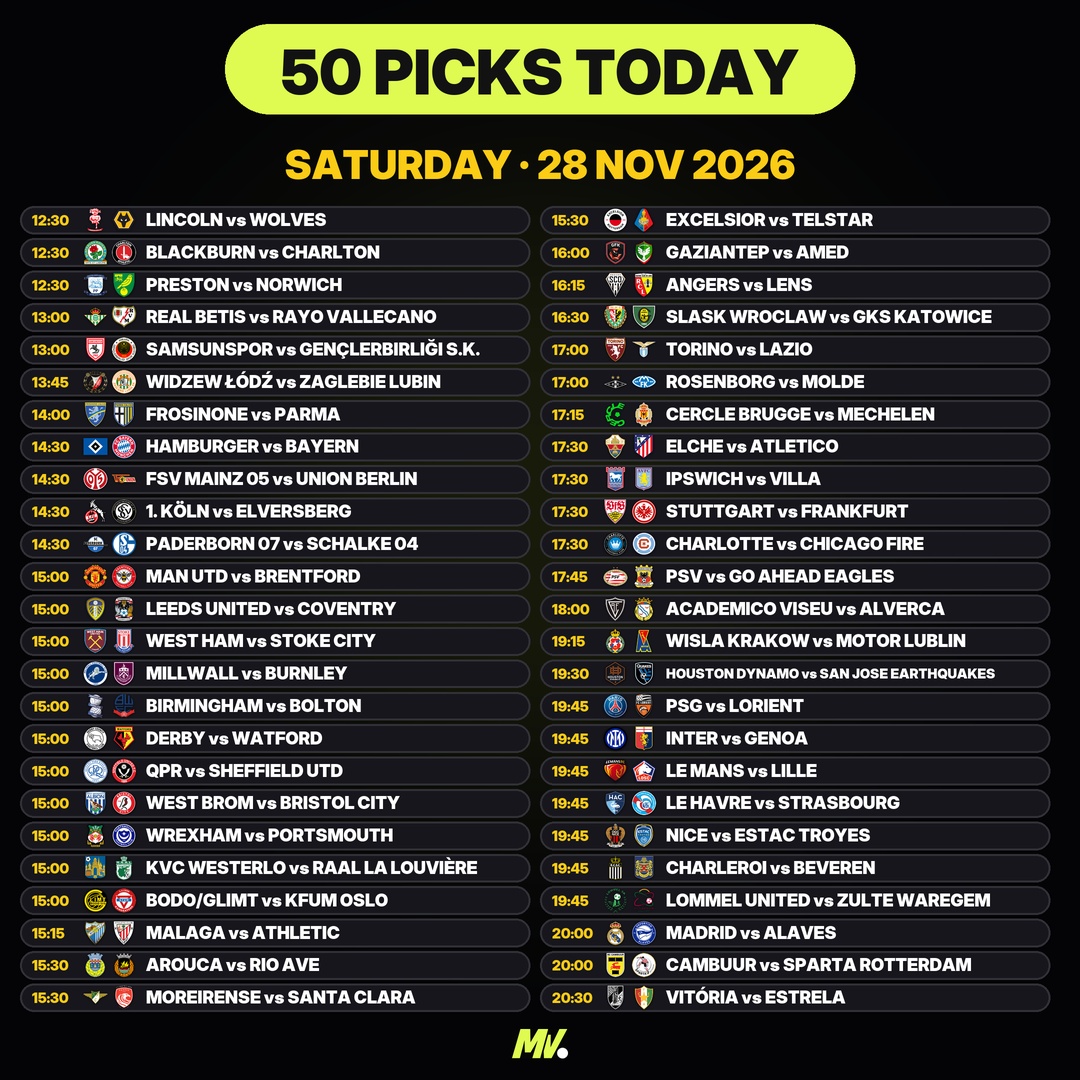 50 PICKS TODAY
SATURDAY · 28 NOV 2026
12:30 LINCOLN vs WOLVES
12:30 BLACKBURN vs CHARLTON
12:30 PRESTON vs NORWICH
13:00 REAL BETIS vs RAYO VALLECANO
13:00 SAMSUNSPOR vs GENÇLERBIRLIĞI S.K.
13:45 WIDZEW ŁÓDŹ vs ZAGLEBIE LUBIN
14:00 FROSINONE vs PARMA
14:30 HAMBURGER vs BAYERN
14:30 FSV MAINZ 05 vs UNION BERLIN
14:30 1. KÖLN vs ELVERSBERG
14:30 PADERBORN 07 vs SCHALKE 04
15:00 MAN UTD vs BRENTFORD
15:00 LEEDS UNITED vs COVENTRY
15:00 WEST HAM vs STOKE CITY
15:00 MILLWALL vs BURNLEY
15:00 BIRMINGHAM vs BOLTON
15:00 DERBY vs WATFORD
15:00 QPR vs SHEFFIELD UTD
15:00 WEST BROM vs BRISTOL CITY
15:00 WREXHAM vs PORTSMOUTH
15:00 KVC WESTERLO vs RAAL LA LOUVIÈRE
15:00 BODO/GLIMT vs KFUM OSLO
15:15 MALAGA vs ATHLETIC
15:30 AROUCA vs RIO AVE
15:30 MOREIRENSE vs SANTA CLARA
15:30 EXCELSIOR vs TELSTAR
16:00 GAZIANTEP vs AMED
16:15 ANGERS vs LENS
16:30 SLASK WROCLAW vs GKS KATOWICE
17:00 TORINO vs LAZIO
17:00 ROSENBORG vs MOLDE
17:15 CERCLE BRUGGE vs MECHELEN
17:30 ELCHE vs ATLETICO
17:30 IPSWICH vs VILLA
17:30 STUTTGART vs FRANKFURT
17:30 CHARLOTTE vs CHICAGO FIRE
17:45 PSV vs GO AHEAD EAGLES
18:00 ACADEMICO VISEU vs ALVERCA
19:15 WISLA KRAKOW vs MOTOR LUBLIN
19:30 HOUSTON DYNAMO vs SAN JOSE EARTHQUAKES
19:45 PSG vs LORIENT
19:45 INTER vs GENOA
19:45 LE MANS vs LILLE
19:45 LE HAVRE vs STRASBOURG
19:45 NICE vs ESTAC TROYES
19:45 CHARLEROI vs BEVEREN
19:45 LOMMEL UNITED vs ZULTE WAREGEM
20:00 MADRID vs ALAVES
20:00 CAMBUUR vs SPARTA ROTTERDAM
20:30 VITÓRIA vs ESTRELA
MV.